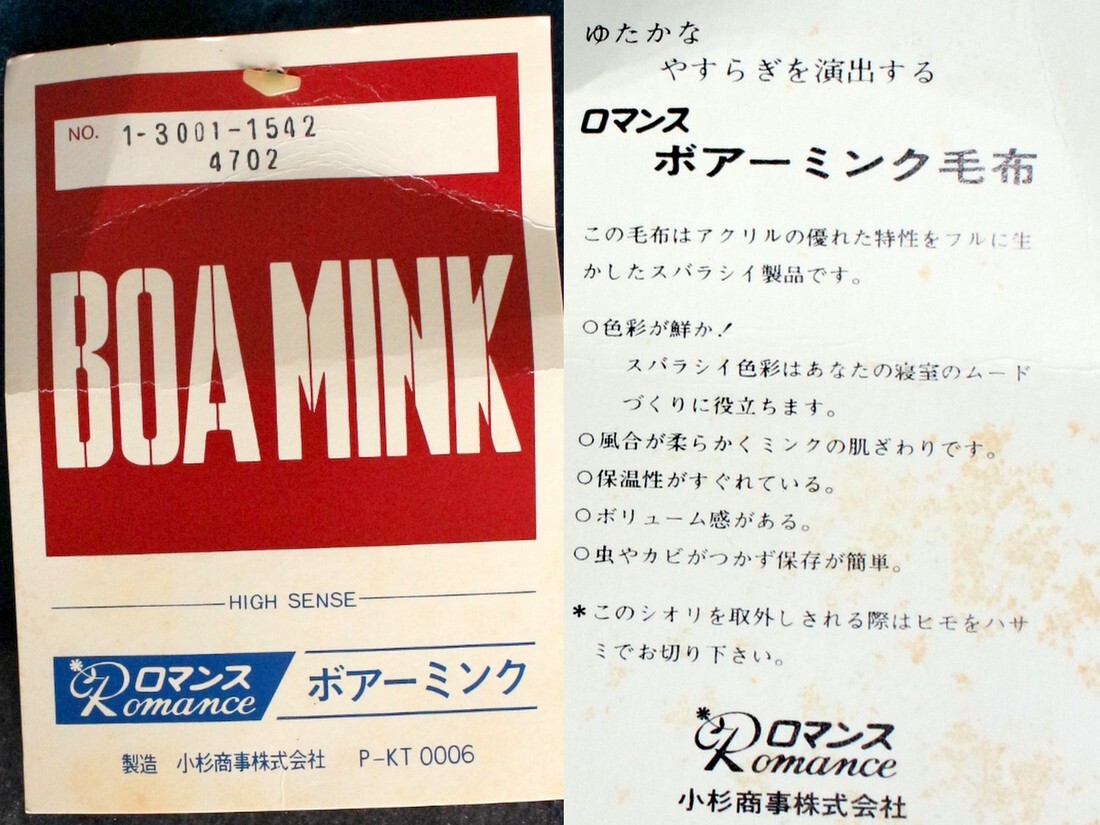 NO. 1-3001-1542
4702
BOA MINK
HIGH SENSE
ロマンス
Romance
ボアーミンク
製造 小杉商事株式会社 P-KT 0006
ゆたかな
やすらぎを演出する
ロマンス
ボアーミンク毛布
この毛布はアクリルの優れた特性をフルに生
かしたスバラシイ製品です。
○色彩が鮮か!
スバラシイ色彩はあなたの寝室のムード
づくりに役立ちます。
○風合が柔らかくミンクの肌ざわりです。
○保温性がすぐれている。
○ボリューム感がある。
○虫やカビがつかず保存が簡単。
*このシオリを取外しされる際はヒモをハサ
ミでお切り下さい。
ロマンス
Romance
小杉商事株式会社